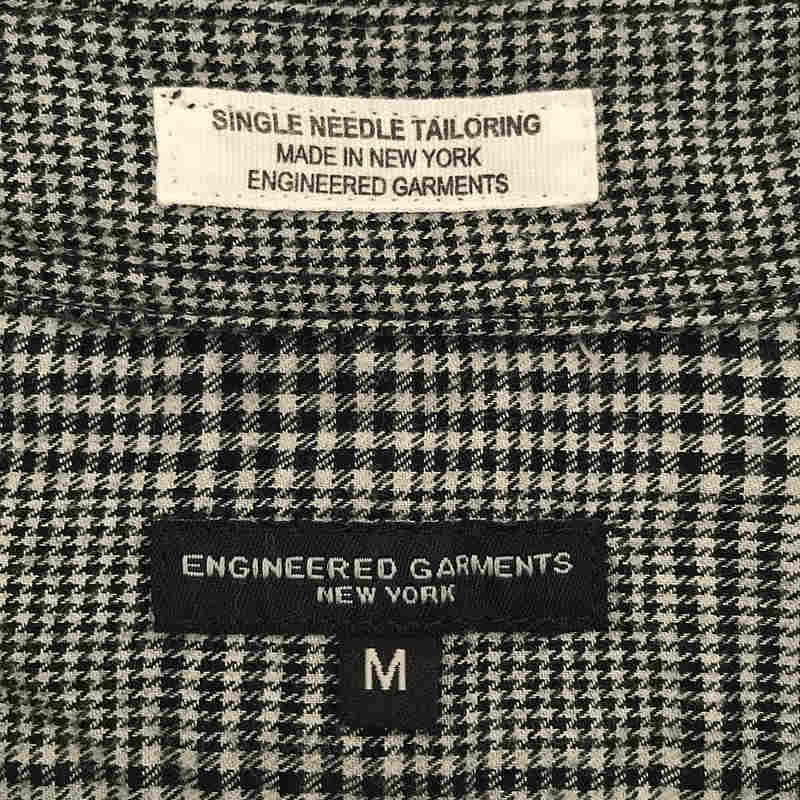 SINGLE NEEDLE TAILORING
MADE IN NEW YORK
ENGINEERED GARMENTS
ENGINEERED GARMENTS
NEW YORK
M